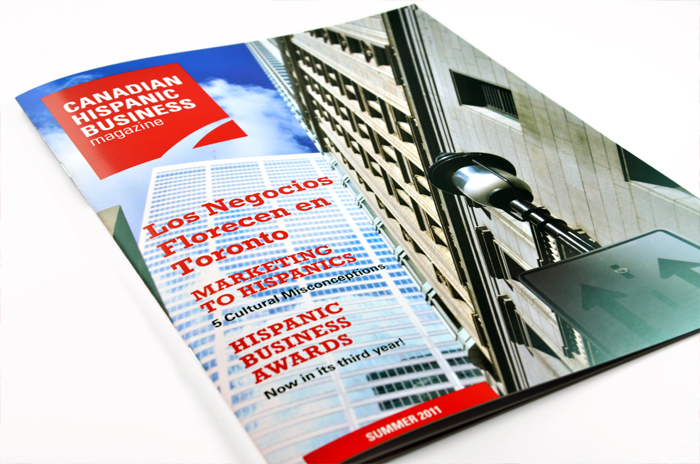 CANADIAN
HISPANIC
BUSINESS
magazine
Los Negocios
Florecen en
Toronto
MARKETING
TO HISPANICS
5 Cultural Misconceptions
HISPANIC
BUSINESS
AWARDS
Now in its third year!
SUMMER 2011